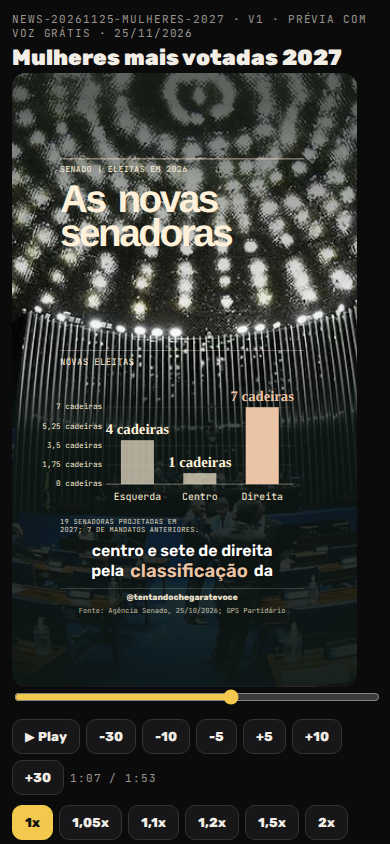 NEWS-20261125-MULHERES-2027 · V1 · PRÉVIA COM
VOZ GRÁTIS · 25/11/2026
Mulheres mais votadas 2027
SENADO | ELEITAS EM 2026
As novas
senadoras
NOVAS ELEITAS
7 cadeiras
7 cadeiras
5,25 cadeiras
4 cadeiras
3,5 cadeiras
1 cadeiras
1,75 cadeiras
0 cadeiras
Esquerda Centro Direita
19 SENADORAS PROJETADAS EM
2027; 7 DE MANDATOS ANTERIORES.
centro e sete de direita
pela classificação da
@tentandochegaratevoce
Fonte: Agência Senado, 25/10/2026; GPS Partidário
▶ Play -30 -10 -5 +5 +10
+30 1:07 / 1:53
1x 1,05x 1,1x 1,2x 1,5x 2x